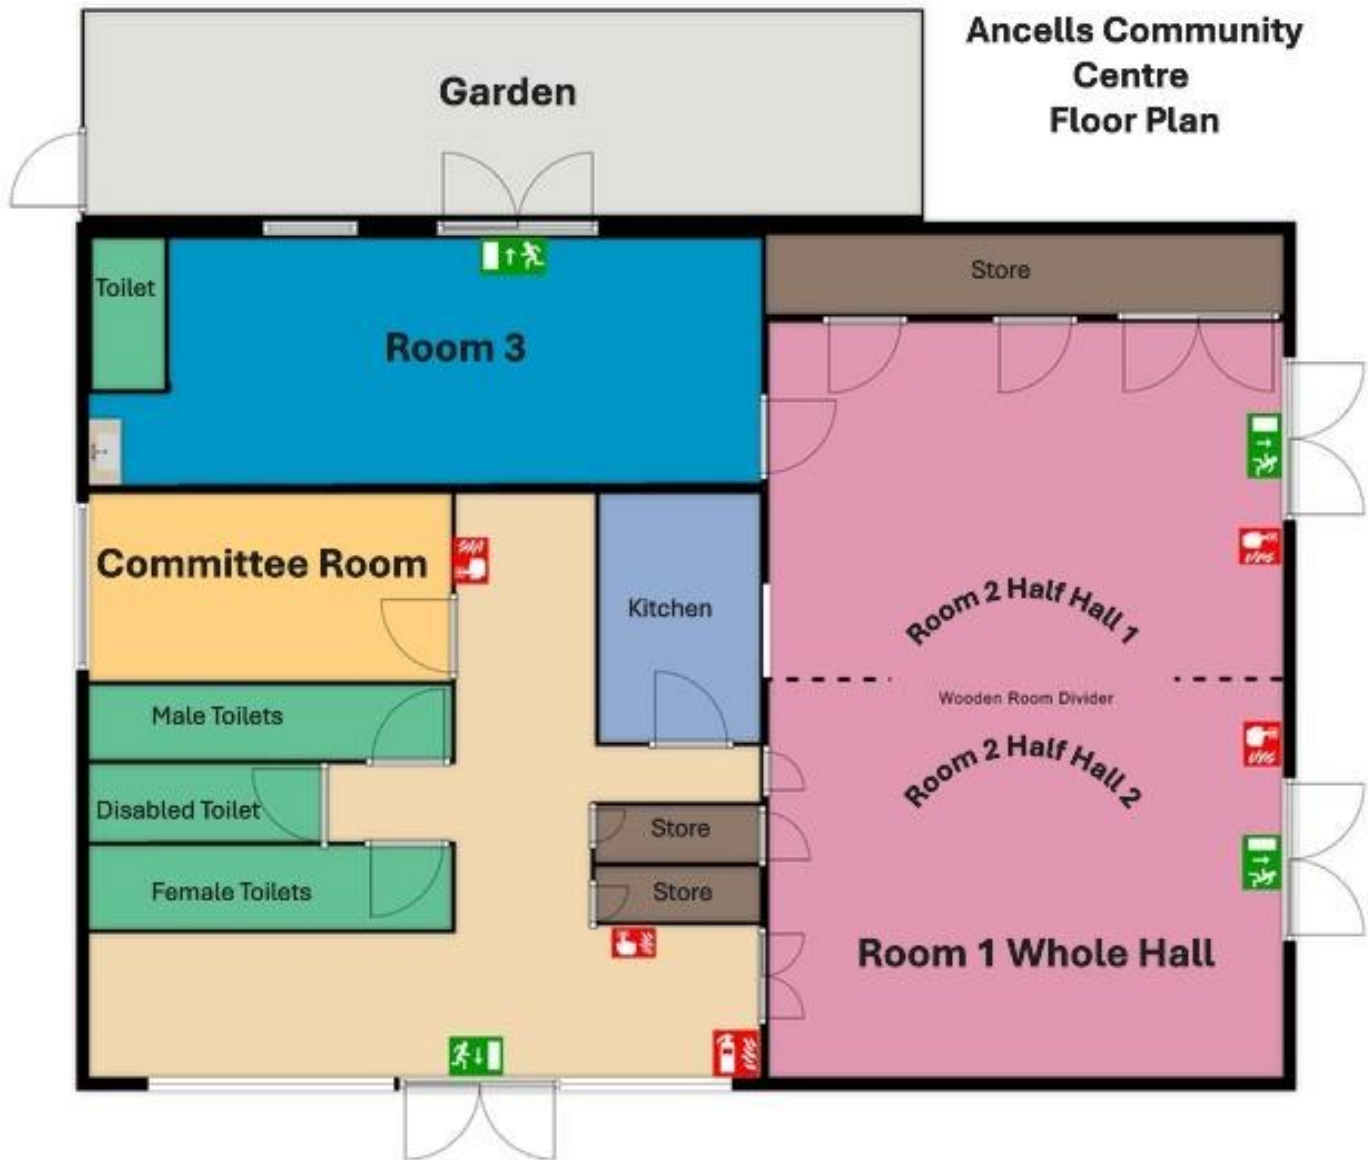 Ancells Community
Centre
Floor Plan
Garden
Toilet
Store
Room 3
Committee Room
Kitchen
Room 2 Half Hall 1
Wooden Room Divider
Male Toilets
Room 2 Half Hall 2
Disabled Toilet
Store
Female Toilets
Store
Room 1 Whole Hall